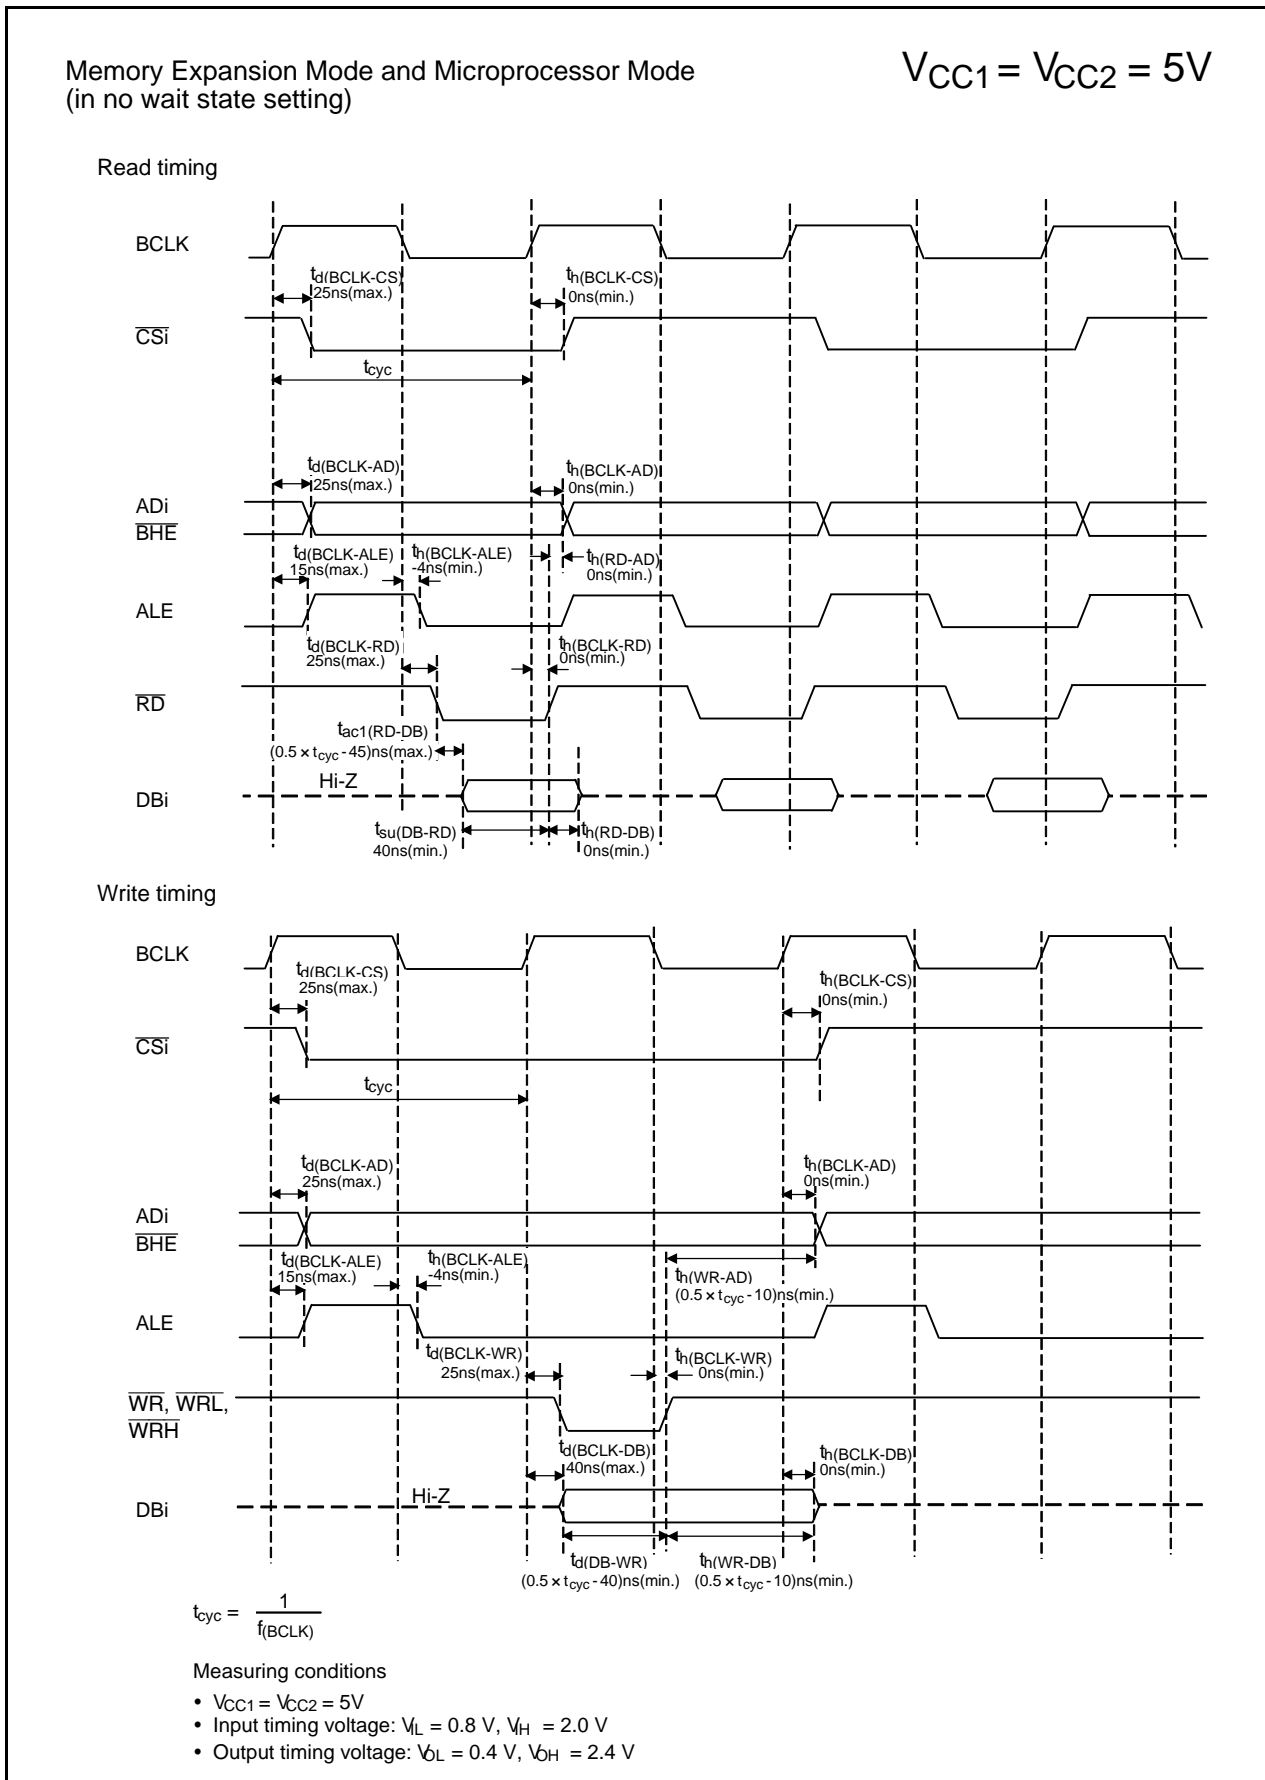 Memory Expansion Mode and Microprocessor Mode
(in no wait state setting)
VCC1 = VCC2 = 5V
Read timing
BCLK
td(BCLK-CS)
25ns(max.)
th(BCLK-CS)
0ns(min.)
CSi
tcyc
td(BCLK-AD)
25ns(max.)
th(BCLK-AD)
0ns(min.)
ADi
BHE
td(BCLK-ALE)
15ns(max.)
th(BCLK-ALE)
-4ns(min.)
th(RD-AD)
0ns(min.)
ALE
td(BCLK-RD)
25ns(max.)
th(BCLK-RD)
0ns(min.)
RD
tac1(RD-DB)
(0.5 × tcyc - 45)ns(max.)
Hi-Z
DBi
tsu(DB-RD)
40ns(min.)
th(RD-DB)
0ns(min.)
Write timing
BCLK
td(BCLK-CS)
25ns(max.)
th(BCLK-CS)
0ns(min.)
CSi
tcyc
td(BCLK-AD)
25ns(max.)
th(BCLK-AD)
0ns(min.)
ADi
BHE
td(BCLK-ALE)
15ns(max.)
th(BCLK-ALE)
-4ns(min.)
th(WR-AD)
(0.5 × tcyc - 10)ns(min.)
ALE
td(BCLK-WR)
25ns(max.)
th(BCLK-WR)
0ns(min.)
WR, WRL,
WRH
td(BCLK-DB)
40ns(max.)
th(BCLK-DB)
0ns(min.)
Hi-Z
DBi
td(DB-WR)
(0.5 × tcyc - 40)ns(min.)
th(WR-DB)
(0.5 × tcyc - 10)ns(min.)
tcyc = 1
f(BCLK)
Measuring conditions
• VCC1 = VCC2 = 5V
• Input timing voltage: VIL = 0.8 V, VIH = 2.0 V
• Output timing voltage: VOL = 0.4 V, VOH = 2.4 V